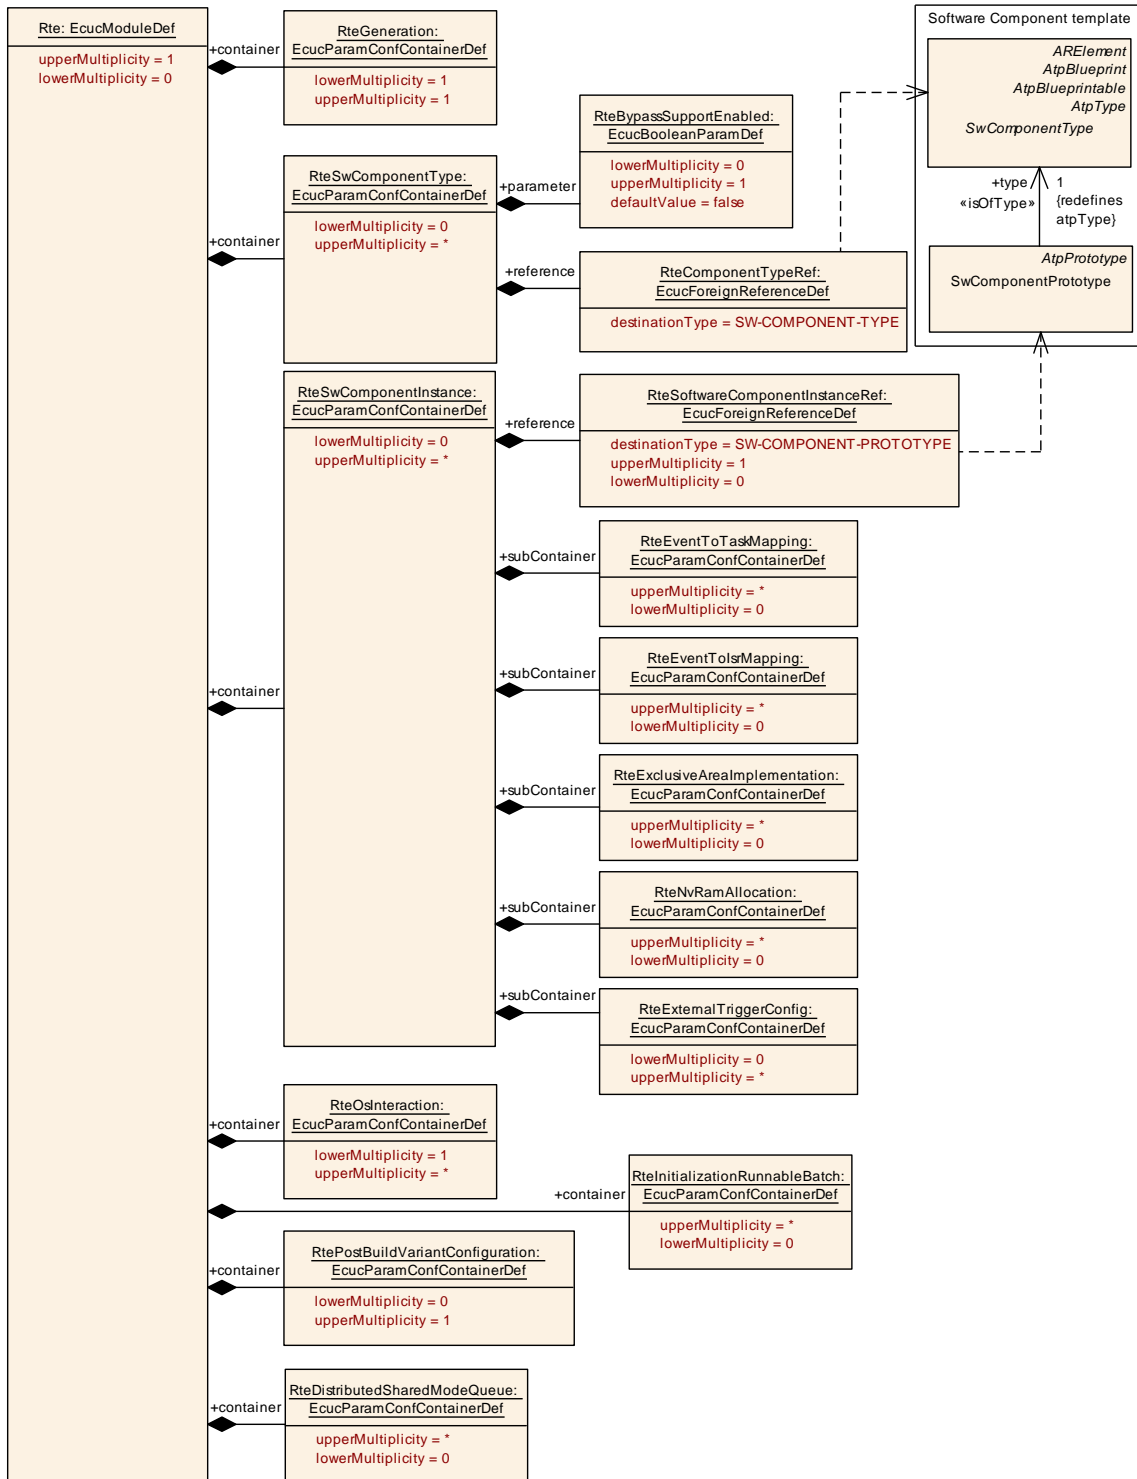 Rte: EcucModuleDef
upperMultiplicity = 1
lowerMultiplicity = 0
+container
RteGeneration:
EcucParamConfContainerDef
lowerMultiplicity = 1
upperMultiplicity = 1
Software Component template
ARElement
AtpBlueprint
AtpBlueprintable
AtpType
SwComponentType
+type
«isOfType»
1
{redefines
atpType}
AtpPrototype
SwComponentPrototype
+container
RteSwComponentType:
EcucParamConfContainerDef
lowerMultiplicity = 0
upperMultiplicity = *
+parameter
RteBypassSupportEnabled:
EcucBooleanParamDef
lowerMultiplicity = 0
upperMultiplicity = 1
defaultValue = false
+reference
RteComponentTypeRef:
EcucForeignReferenceDef
destinationType = SW-COMPONENT-TYPE
+container
RteSwComponentInstance:
EcucParamConfContainerDef
lowerMultiplicity = 0
upperMultiplicity = *
+reference
RteSoftwareComponentInstanceRef:
EcucForeignReferenceDef
destinationType = SW-COMPONENT-PROTOTYPE
upperMultiplicity = 1
lowerMultiplicity = 0
+subContainer
RteEventToTaskMapping:
EcucParamConfContainerDef
upperMultiplicity = *
lowerMultiplicity = 0
+subContainer
RteEventToIsrMapping:
EcucParamConfContainerDef
upperMultiplicity = *
lowerMultiplicity = 0
+subContainer
RteExclusiveAreaImplementation:
EcucParamConfContainerDef
upperMultiplicity = *
lowerMultiplicity = 0
+subContainer
RteNvRamAllocation:
EcucParamConfContainerDef
upperMultiplicity = *
lowerMultiplicity = 0
+subContainer
RteExternalTriggerConfig:
EcucParamConfContainerDef
lowerMultiplicity = 0
upperMultiplicity = *
+container
RteOsInteraction:
EcucParamConfContainerDef
lowerMultiplicity = 1
upperMultiplicity = *
+container
RteInitializationRunnableBatch:
EcucParamConfContainerDef
upperMultiplicity = *
lowerMultiplicity = 0
+container
RtePostBuildVariantConfiguration:
EcucParamConfContainerDef
lowerMultiplicity = 0
upperMultiplicity = 1
+container
RteDistributedSharedModeQueue:
EcucParamConfContainerDef
upperMultiplicity = *
lowerMultiplicity = 0